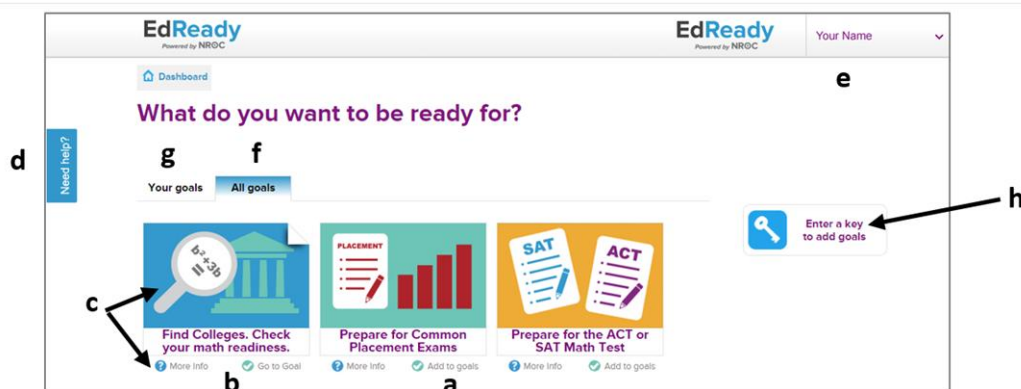 EdReady
Powered by NROC
EdReady
Powered by NROC
Your Name
e
Dashboard
What do you want to be ready for?
d
Need help?
g
f
Your goals
All goals
h
Enter a key
to add goals
b²+3b
=
PLACEMENT
SAT
ACT
c
Find Colleges. Check
your math readiness.
Prepare for Common
Placement Exams
Prepare for the ACT or
SAT Math Test
? More Info
Go to Goal
? More Info
Add to goals
? More Info
Add to goals
b
a